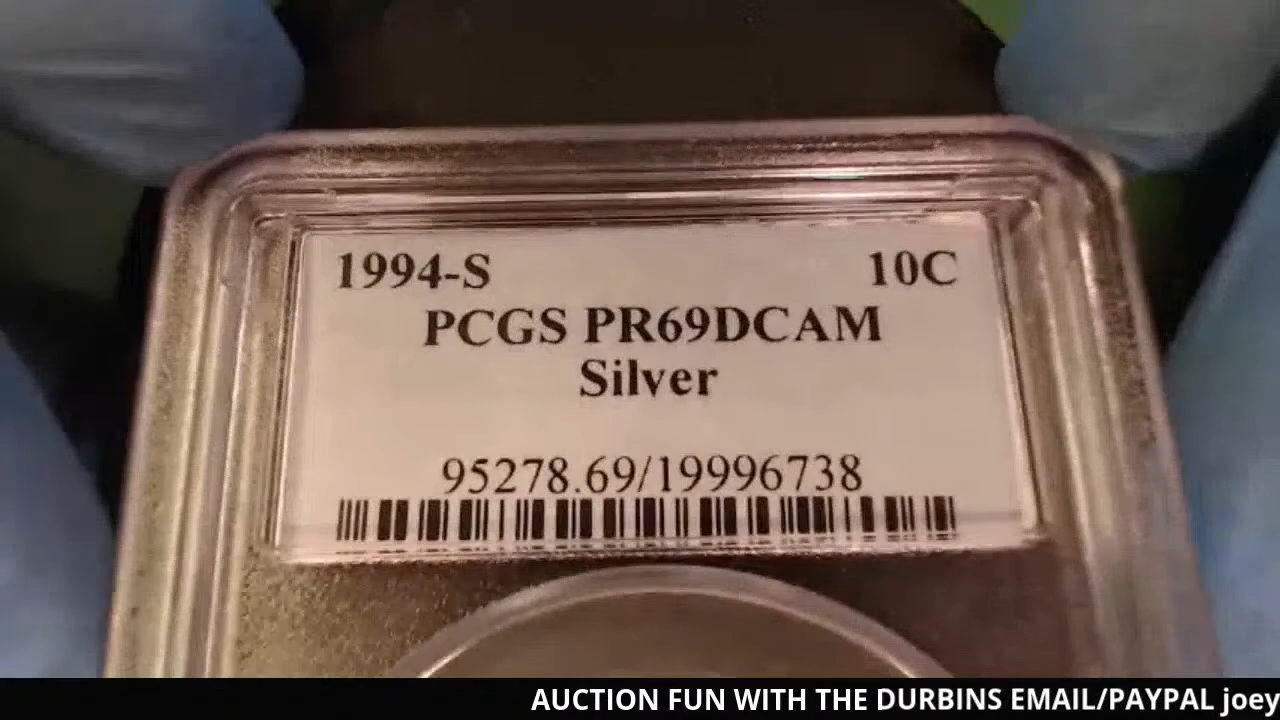 1994-S 10C
PCGS PR69DCAM
Silver
95278.69/19996738
AUCTION FUN WITH THE DURBINS EMAIL/PAYPAL joey